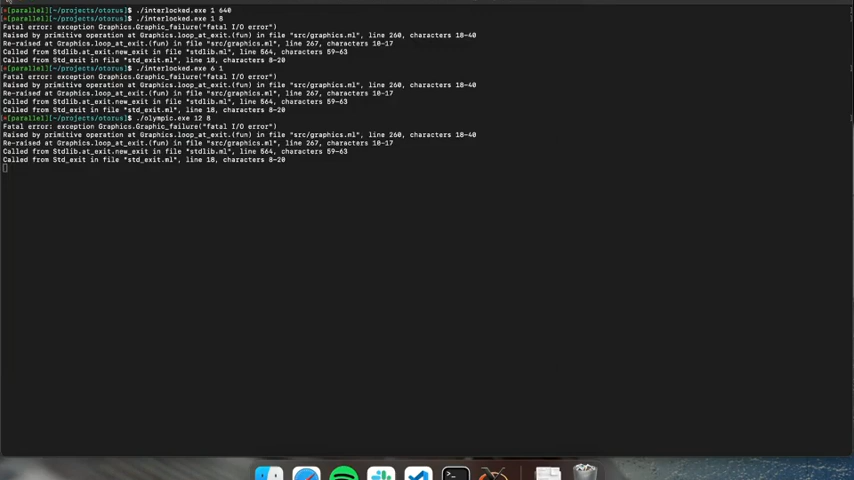 [*[parallel][~/projects/otorus]$ ./interlocked.exe 1 640
[*[parallel][~/projects/otorus]$ ./interlocked.exe 1 8
Fatal error: exception Graphics.Graphic_failure("fatal I/O error")
Raised by primitive operation at Graphics.loop_at_exit.(fun) in file "src/graphics.ml", line 260, characters 18-40
Re-raised at Graphics.loop_at_exit.(fun) in file "src/graphics.ml", line 267, characters 10-17
Called from Stdlib.at_exit.new_exit in file "stdlib.ml", line 564, characters 59-63
Called from Std_exit in file "std_exit.ml", line 18, characters 8-20
[*[parallel][~/projects/otorus]$ ./interlocked.exe 6 1
Fatal error: exception Graphics.Graphic_failure("fatal I/O error")
Raised by primitive operation at Graphics.loop_at_exit.(fun) in file "src/graphics.ml", line 260, characters 18-40
Re-raised at Graphics.loop_at_exit.(fun) in file "src/graphics.ml", line 267, characters 10-17
Called from Stdlib.at_exit.new_exit in file "stdlib.ml", line 564, characters 59-63
Called from Std_exit in file "std_exit.ml", line 18, characters 8-20
[*[parallel][~/projects/otorus]$ ./olympic.exe 12 8
Fatal error: exception Graphics.Graphic_failure("fatal I/O error")
Raised by primitive operation at Graphics.loop_at_exit.(fun) in file "src/graphics.ml", line 260, characters 18-40
Re-raised at Graphics.loop_at_exit.(fun) in file "src/graphics.ml", line 267, characters 10-17
Called from Stdlib.at_exit.new_exit in file "stdlib.ml", line 564, characters 59-63
Called from Std_exit in file "std_exit.ml", line 18, characters 8-20